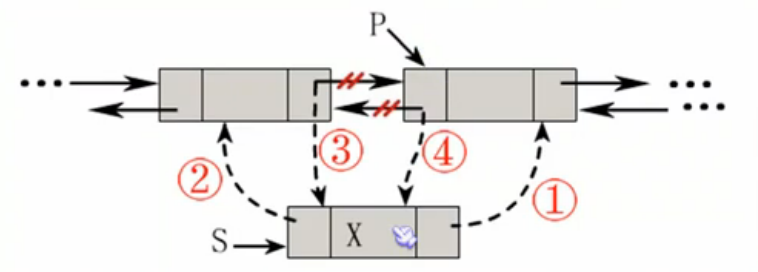 P
... ...
...
③ ④
② ①
S X